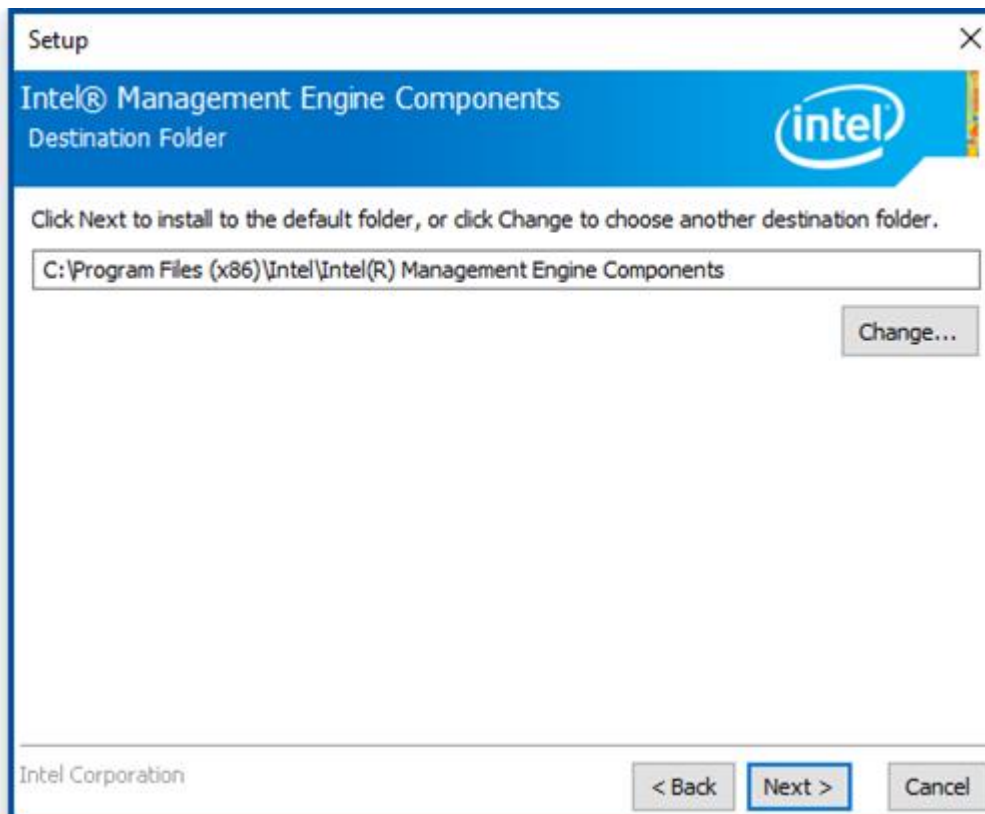 Setup
Intel® Management Engine Components
Destination Folder
intel
Click Next to install to the default folder, or click Change to choose another destination folder.
C:\Program Files (x86)\Intel\Intel(R) Management Engine Components
Change...
Intel Corporation
< Back
Next >
Cancel